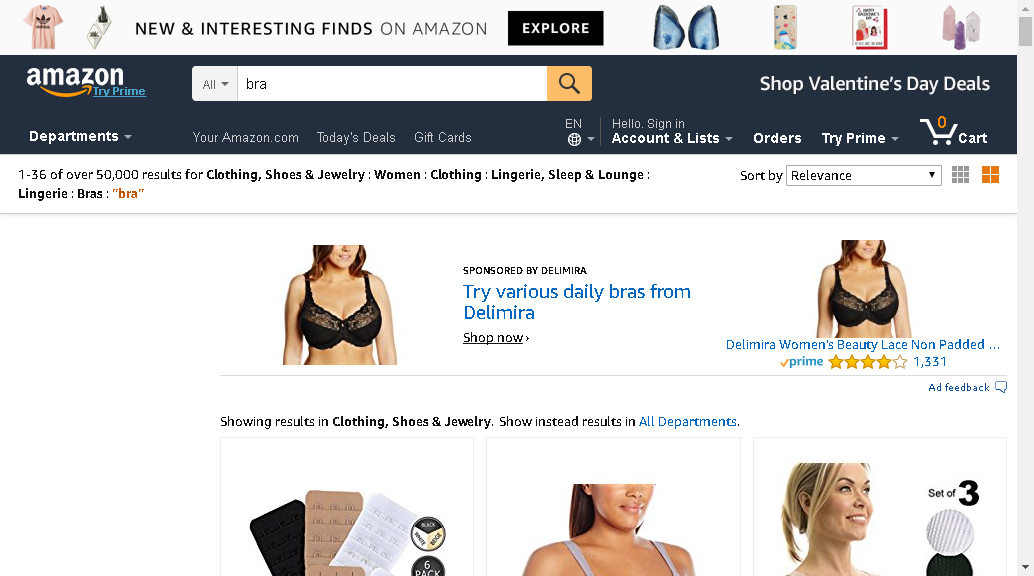 NEW & INTERESTING FINDS ON AMAZON EXPLORE
amazon
Try Prime
All
bra
Shop Valentine's Day Deals
Departments
Your Amazon.com Today's Deals Gift Cards
EN
Hello. Sign in
Account & Lists
Orders
Try Prime
0
Cart
1-36 of over 50,000 results for Clothing, Shoes & Jewelry : Women : Clothing : Lingerie, Sleep & Lounge :
Lingerie : Bras : "bra"
Sort by Relevance
SPONSORED BY DELIMIRA
Try various daily bras from
Delimira
Shop now ›
Delimira Women's Beauty Lace Non Padded ...
prime 1,331
Ad feedback
Showing results in Clothing, Shoes & Jewelry. Show instead results in All Departments.
BLACK
WHITE
BEIGE
6
PACK
Set of 3